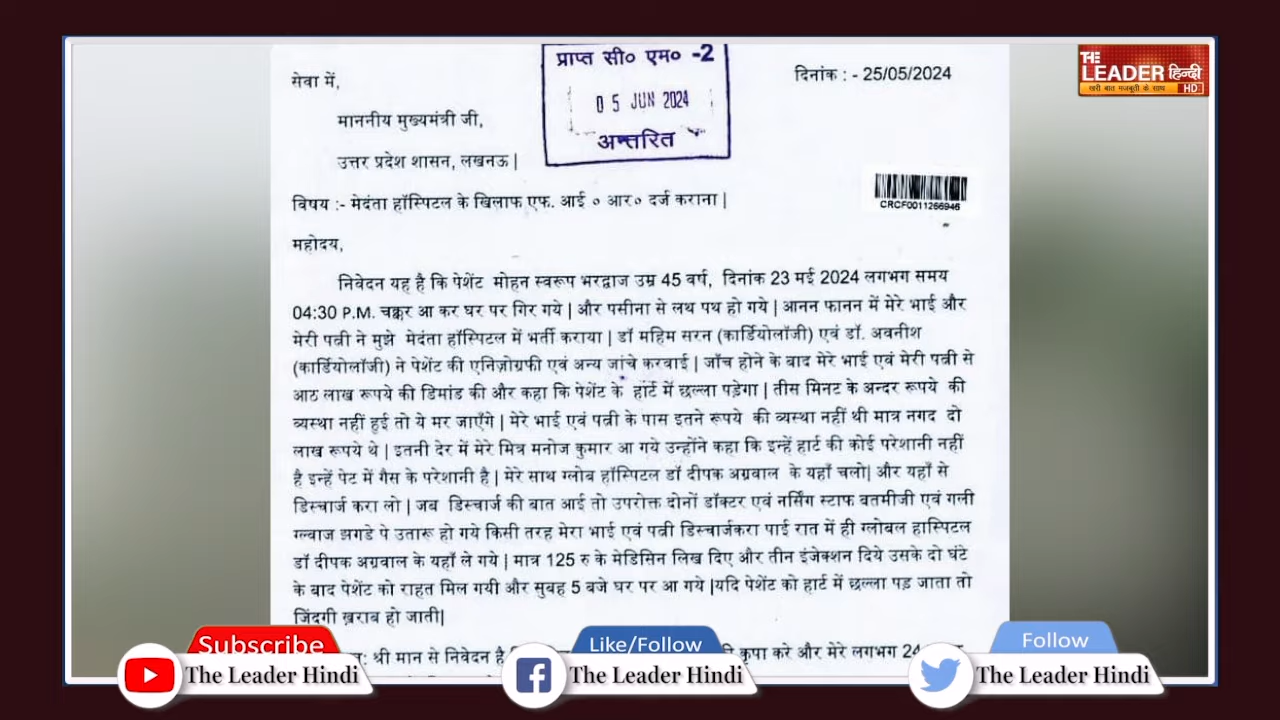 प्राप्त सी० एम० -2
05 JUN 2024
अन्तरित
THE
LEADER हिन्दी
खरी बात मजबूती के साथ HD
सेवा में,
दिनांक : - 25/05/2024
माननीय मुख्यमंत्री जी,
उत्तर प्रदेश शासन, लखनऊ |
CRCF0011266946
विषय :- मेदंता हॉस्पिटल के खिलाफ एफ. आई ० आर० दर्ज कराना |
महोदय,
निवेदन यह है कि पेशेंट मोहन स्वरूप भरद्वाज उम्र 45 वर्ष, दिनांक 23 मई 2024 लगभग समय
04:30 P.M. चक्कर आ कर घर पर गिर गये | और पसीना से लथ पथ हो गये | आनन फानन में मेरे भाई और
मेरी पत्नी ने मुझे मेदंता हॉस्पिटल में भर्ती कराया | डॉ महिम सरन (कार्डियोलॉजी) एवं डॉ. अवनीश
(कार्डियोलॉजी) ने पेशेंट की एनिज़ोग्रफी एवं अन्य जांचे करवाई | जाँच होने के बाद मेरे भाई एवं मेरी पत्नी से
आठ लाख रूपये की डिमांड की और कहा कि पेशेंट के हार्ट में छल्ला पड़ेगा | तीस मिनट के अन्दर रूपये की
व्यस्था नहीं हुई तो ये मर जाएँगे | मेरे भाई एवं पत्नी के पास इतने रूपये की व्यस्था नहीं थी मात्र नगद दो
लाख रूपये थे | इतनी देर में मेरे मित्र मनोज कुमार आ गये उन्होंने कहा कि इन्हें हार्ट की कोई परेशानी नहीं
है इन्हें पेट में गैस के परेशानी है | मेरे साथ ग्लोब हॉस्पिटल डॉ दीपक अग्रवाल के यहाँ चलो| और यहाँ से
डिस्चार्ज करा लो | जब डिस्चार्ज की बात आई तो उपरोक्त दोनों डॉक्टर एवं नर्सिंग स्टाफ बतमीजी एवं गली
ग्ल्वाज झगडे पे उतारू हो गये किसी तरह मेरा भाई एवं पत्नी डिस्चार्जकरा पाई रात में ही ग्लोबल हास्पिटल
डॉ दीपक अग्रवाल के यहाँ ले गये | मात्र 125 रु के मेडिसिन लिख दिए और तीन इंजेक्शन दिये उसके दो घंटे
के बाद पेशेंट को राहत मिल गयी और सुबह 5 बजे घर पर आ गये |यदि पेशेंट को हार्ट में छल्ला पड़ जाता तो
जिंदगी ख़राब हो जाती|
श्री मान से निवेदन है कृपा करे और मेरे लगभग
Subscribe
The Leader Hindi
Like/Follow
The Leader Hindi
Follow
The Leader Hindi